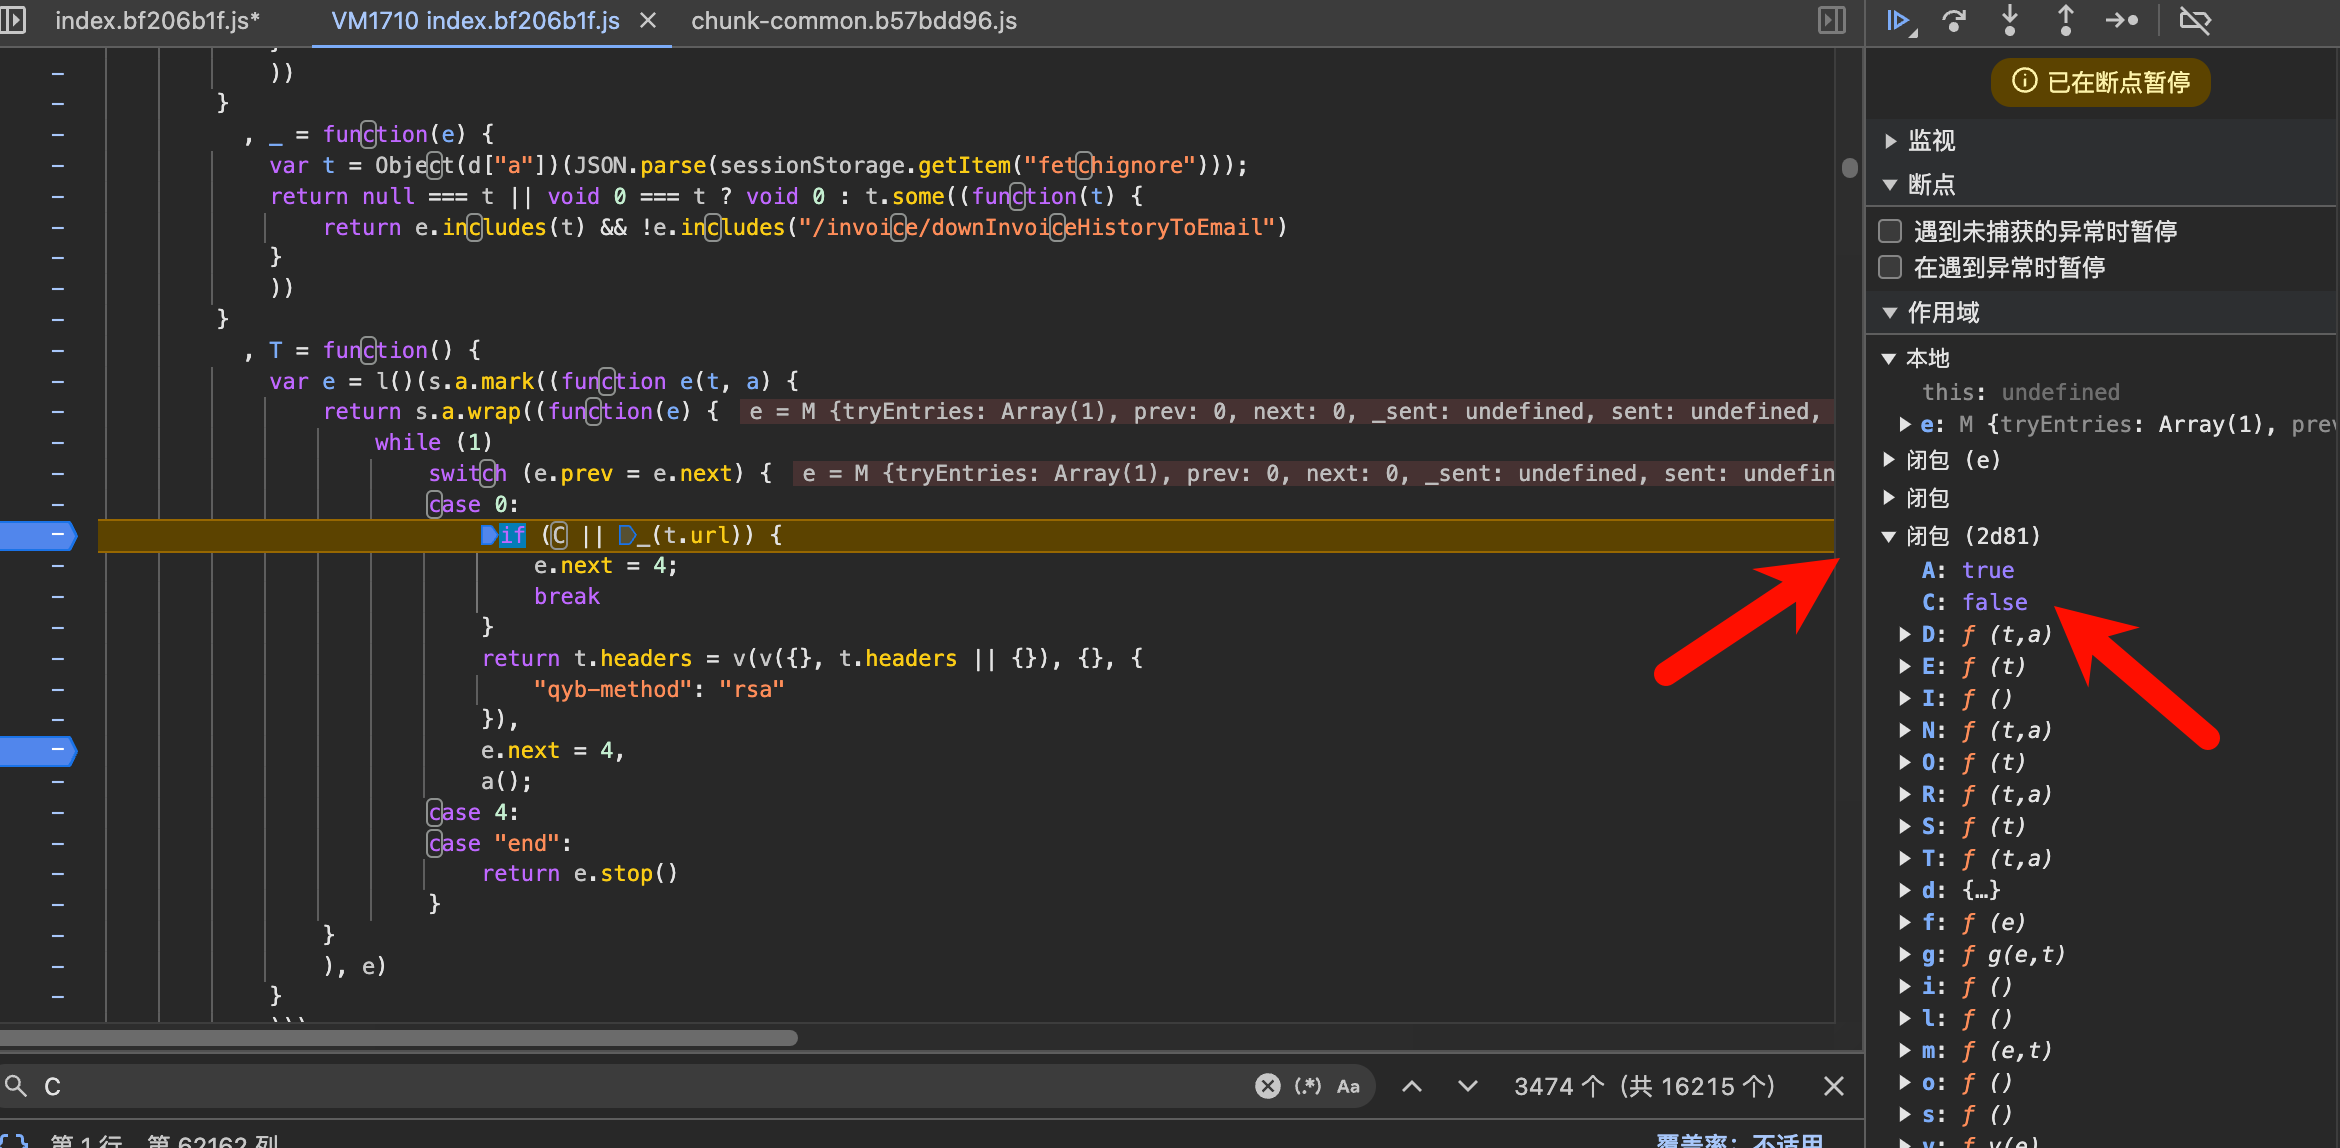 index.bf206b1f.js*
VM1710 index.bf206b1f.js
chunk-common.b57bdd96.js
))
}
, _ = function(e) {
var t = Object(d["a"])(JSON.parse(sessionStorage.getItem("fetchignore")));
return null === t || void 0 === t ? void 0 : t.some((function(t) {
return e.includes(t) && !e.includes("/invoice/downInvoiceHistoryToEmail")
}
))
}
, T = function() {
var e = l()(s.a.mark((function e(t, a) {
return s.a.wrap((function(e) { e = M {tryEntries: Array(1), prev: 0, next: 0, _sent: undefined, sent: undefined,
while (1)
switch (e.prev = e.next) { e = M {tryEntries: Array(1), prev: 0, next: 0, _sent: undefined, sent: undefin
case 0:
if (C || _(t.url)) {
e.next = 4;
break
}
return t.headers = v(v({}, t.headers || {}), {}, {
"qyb-method": "rsa"
}),
e.next = 4,
a();
case 4:
case "end":
return e.stop()
}
}
), e)
}
)))
C
(.*) Aa
3474 个（共 16215 个）
{ } 第 1 行，第 62162 列
覆盖率：不适用
已在断点暂停
监视
断点
遇到未捕获的异常时暂停
在遇到异常时暂停
作用域
本地
this: undefined
e: M {tryEntries: Array(1), prev
闭包 (e)
闭包
闭包 (2d81)
A: true
C: false
D: ƒ (t,a)
E: ƒ (t)
I: ƒ ()
N: ƒ (t,a)
O: ƒ (t)
R: ƒ (t,a)
S: ƒ (t)
T: ƒ (t,a)
d: {…}
f: ƒ (e)
g: ƒ g(e,t)
i: ƒ ()
l: ƒ ()
m: ƒ (e,t)
o: ƒ ()
s: ƒ ()
v: ƒ v(e)